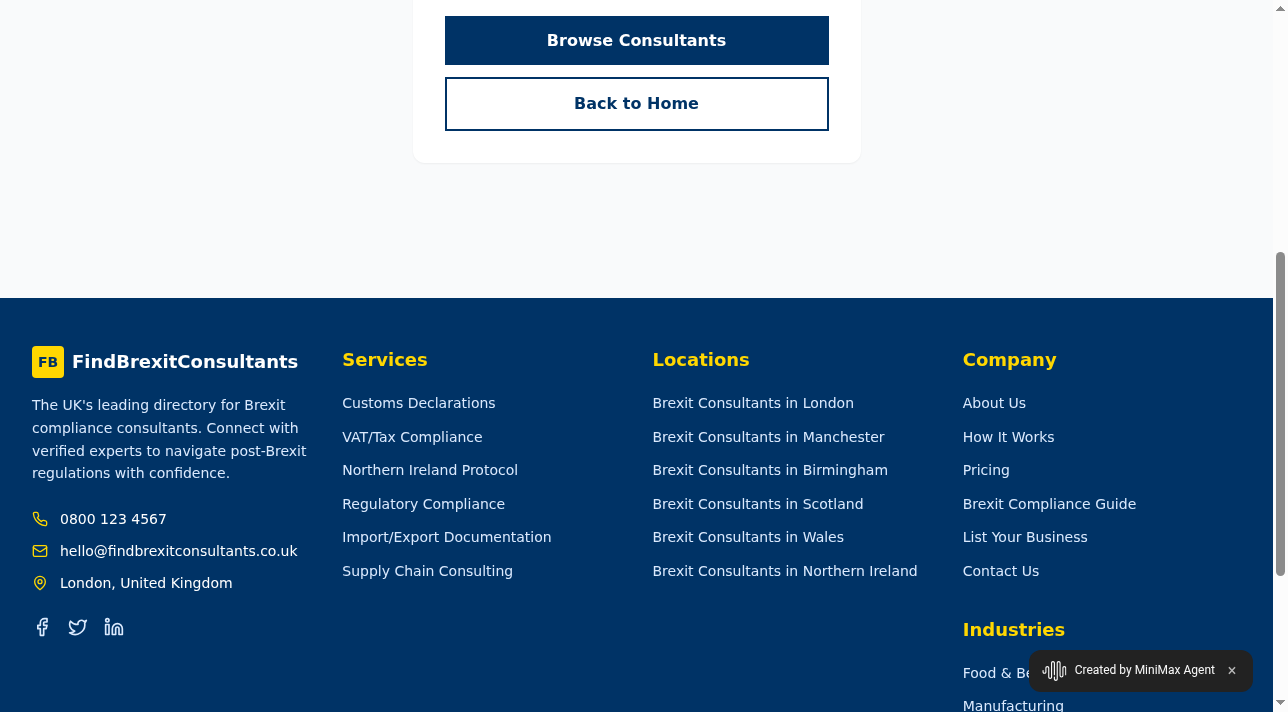 Browse Consultants
Back to Home
FB FindBrexitConsultants
The UK's leading directory for Brexit
compliance consultants. Connect with
verified experts to navigate post-Brexit
regulations with confidence.
0800 123 4567
hello@findbrexitconsultants.co.uk
London, United Kingdom
Services
Customs Declarations
VAT/Tax Compliance
Northern Ireland Protocol
Regulatory Compliance
Import/Export Documentation
Supply Chain Consulting
Locations
Brexit Consultants in London
Brexit Consultants in Manchester
Brexit Consultants in Birmingham
Brexit Consultants in Scotland
Brexit Consultants in Wales
Brexit Consultants in Northern Ireland
Company
About Us
How It Works
Pricing
Brexit Compliance Guide
List Your Business
Contact Us
Industries
Food &
Manufacturing
Created by MiniMax Agent